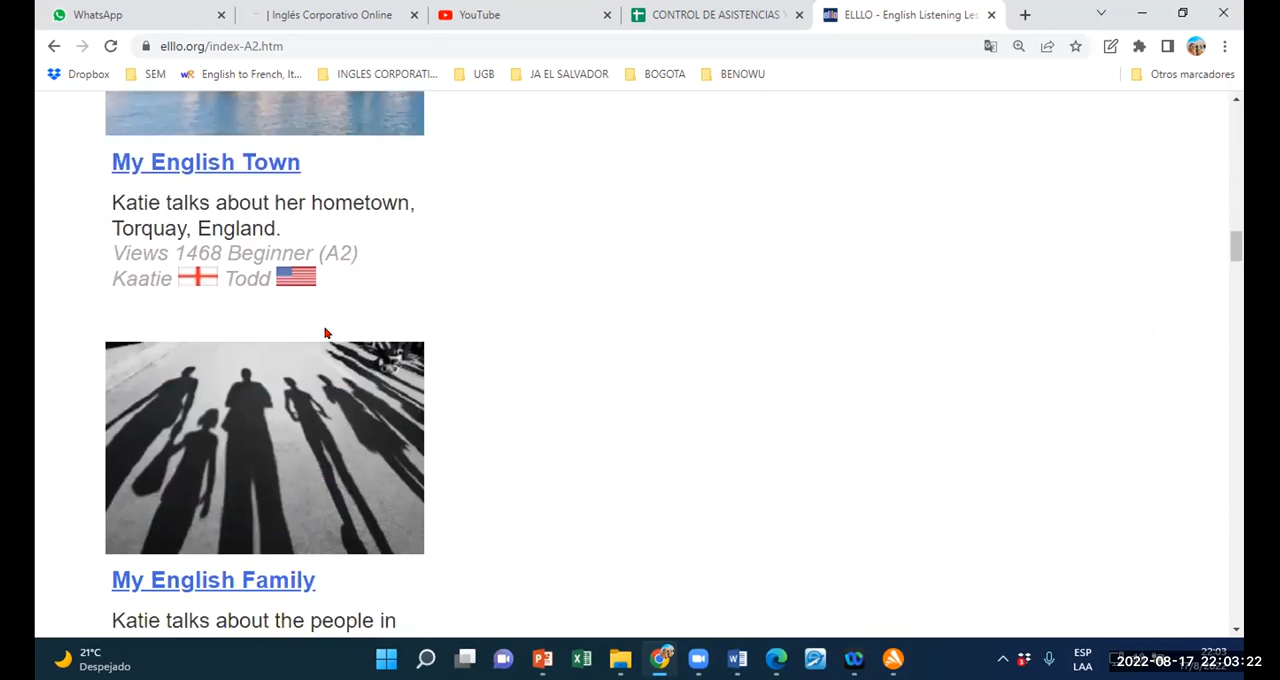 WhatsApp
| Inglés Corporativo Online
YouTube
CONTROL DE ASISTENCIAS
ELLLO - English Listening Les
elllo.org/index-A2.htm
Dropbox
SEM
English to French, It...
INGLES CORPORATI...
UGB
JA EL SALVADOR
BOGOTA
BENOWU
Otros marcadores
My English Town
Katie talks about her hometown,
Torquay, England.
Views 1468 Beginner (A2)
Kaatie Todd
My English Family
Katie talks about the people in
21°C
Despejado
ESP
LAA
22:03
2022-08-17 22:03:22